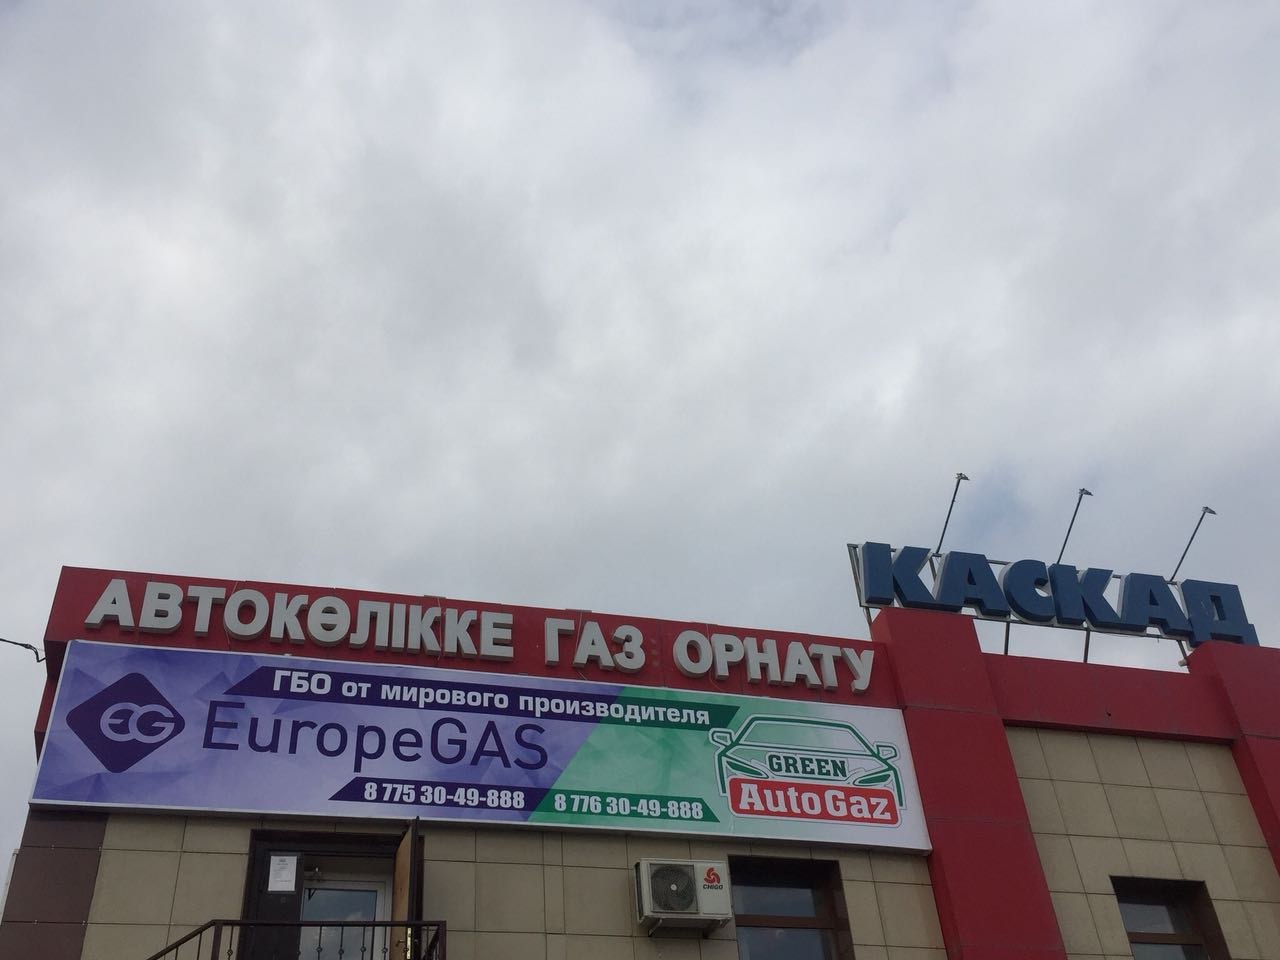 КАСКАД
АВТОКӨЛІККЕ ГАЗ ОРНАТУ
ГБО от мирового производителя
EG EuropeGAS
8 775 30-49-888
8 776 30-49-888
GREEN
AutoGaz
CHIGO